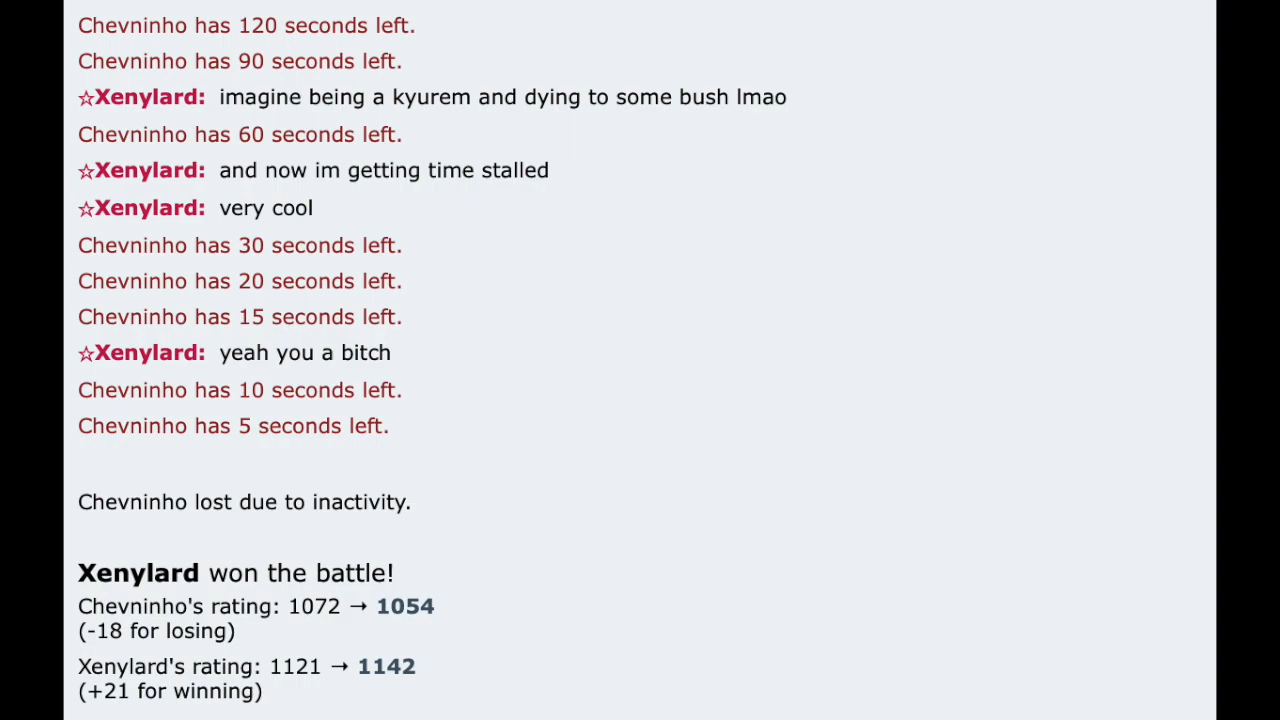 Chevninho has 120 seconds left.
Chevninho has 90 seconds left.
☆Xenylard: imagine being a kyurem and dying to some bush lmao
Chevninho has 60 seconds left.
☆Xenylard: and now im getting time stalled
☆Xenylard: very cool
Chevninho has 30 seconds left.
Chevninho has 20 seconds left.
Chevninho has 15 seconds left.
☆Xenylard: yeah you a bitch
Chevninho has 10 seconds left.
Chevninho has 5 seconds left.
Chevninho lost due to inactivity.
Xenylard won the battle!
Chevninho's rating: 1072 → 1054
(-18 for losing)
Xenylard's rating: 1121 → 1142
(+21 for winning)